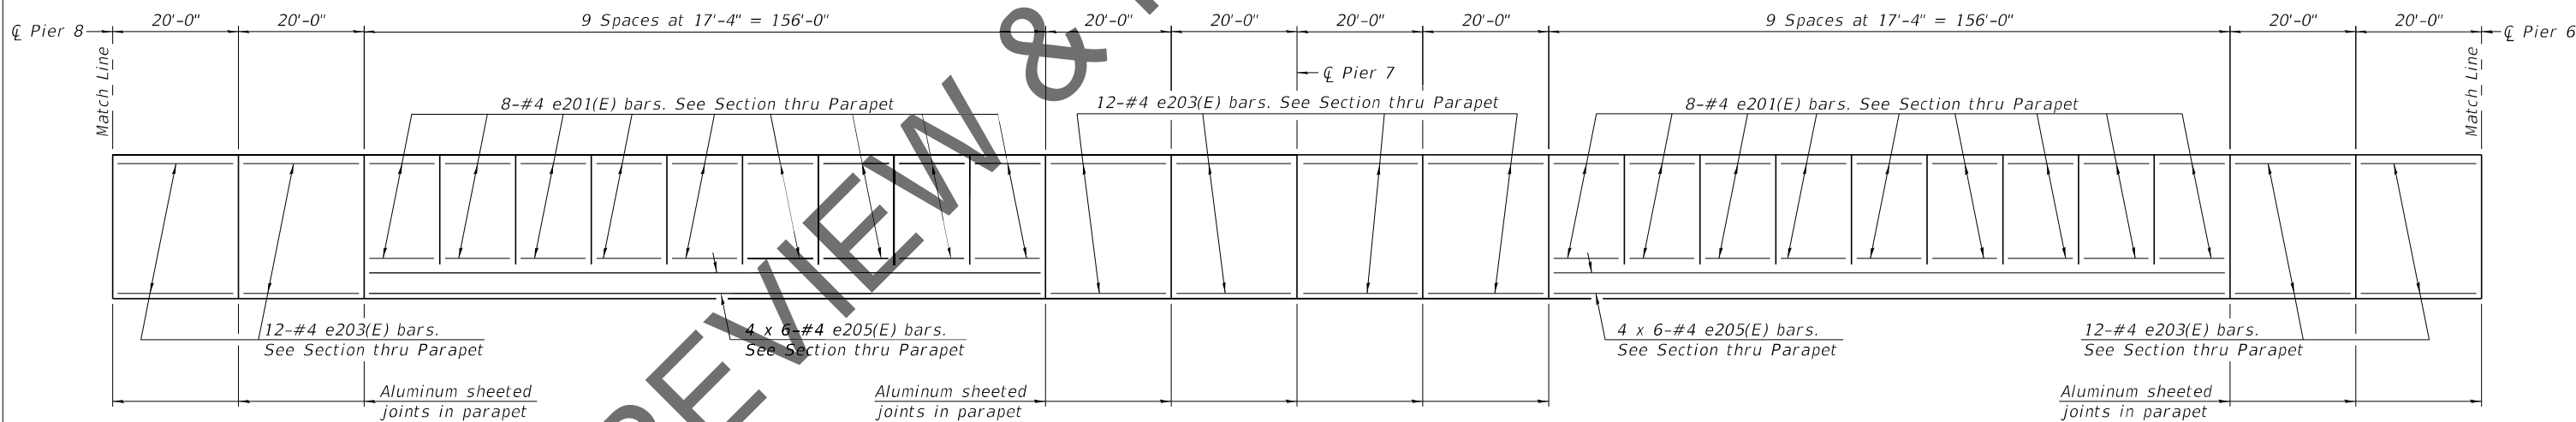 20'-0"
20'-0"
9 Spaces at 17'-4" = 156'-0"
20'-0"
20'-0"
20'-0"
20'-0"
9 Spaces at 17'-4" = 156'-0"
20'-0"
20'-0"
℄ Pier 8
℄ Pier 6
Match Line
℄ Pier 7
Match Line
8-#4 e201(E) bars. See Section thru Parapet
12-#4 e203(E) bars. See Section thru Parapet
8-#4 e201(E) bars. See Section thru Parapet
12-#4 e203(E) bars.
See Section thru Parapet
4 x 6-#4 e205(E) bars.
See Section thru Parapet
4 x 6-#4 e205(E) bars.
See Section thru Parapet
12-#4 e203(E) bars.
See Section thru Parapet
Aluminum sheeted
joints in parapet
Aluminum sheeted
joints in parapet
Aluminum sheeted
joints in parapet
REVIEW &